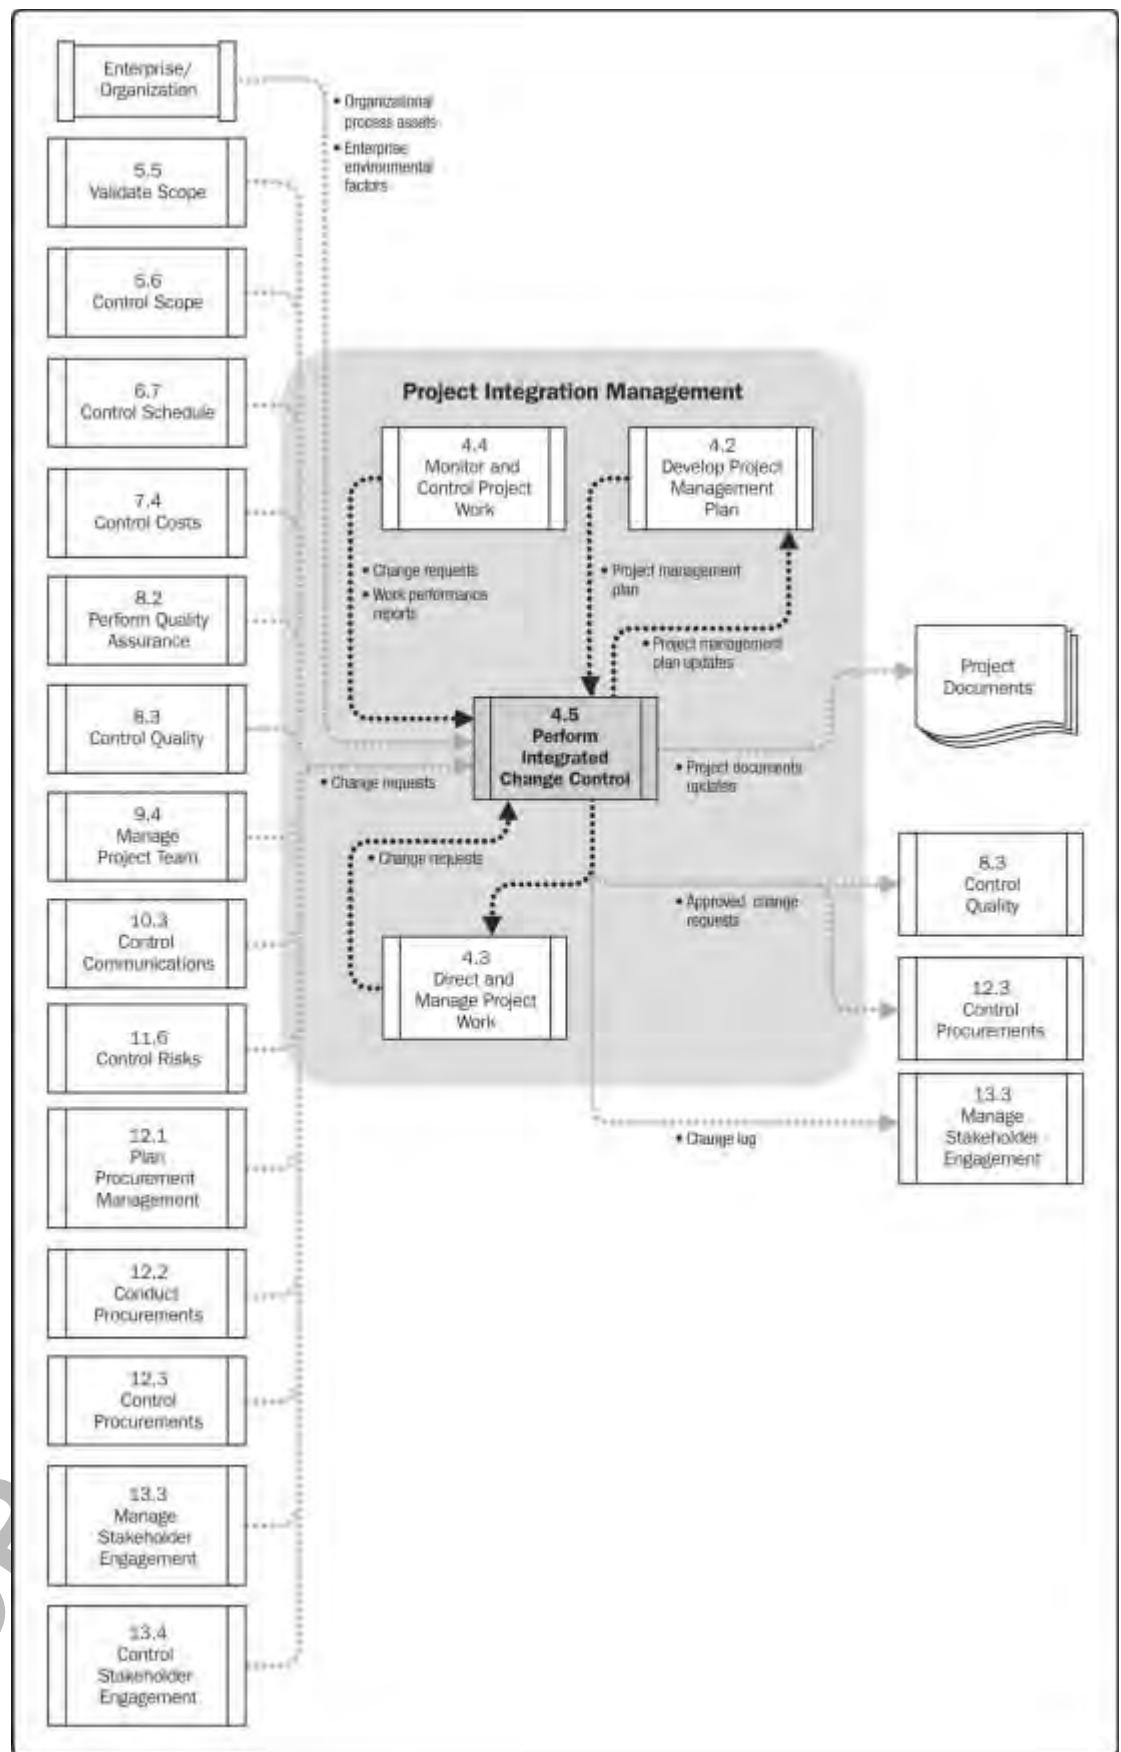 Enterprise/
Organization
• Organizational
process assets
• Enterprise
environmental
factors
5.5
Validate Scope
5.6
Control Scope
6.7
Control Schedule
7.4
Control Costs
8.2
Perform Quality
Assurance
8.3
Control Quality
9.4
Manage
Project Team
10.3
Control
Communications
11.6
Control Risks
12.1
Plan
Procurement
Management
12.2
Conduct
Procurements
12.3
Control
Procurements
13.3
Manage
Stakeholder
Engagement
13.4
Control
Stakeholder
Engagement
Project Integration Management
4.4
Monitor and
Control Project
Work
4.2
Develop Project
Management
Plan
• Change requests
• Work performance
reports
• Project management
plan
• Project management
plan updates
4.5
Perform
Integrated
Change Control
• Change requests
• Project documents
updates
• Change requests
• Approved change
requests
4.3
Direct and
Manage Project
Work
• Change log
Project
Documents
8.3
Control
Quality
12.3
Control
Procurements
13.3
Manage
Stakeholder
Engagement